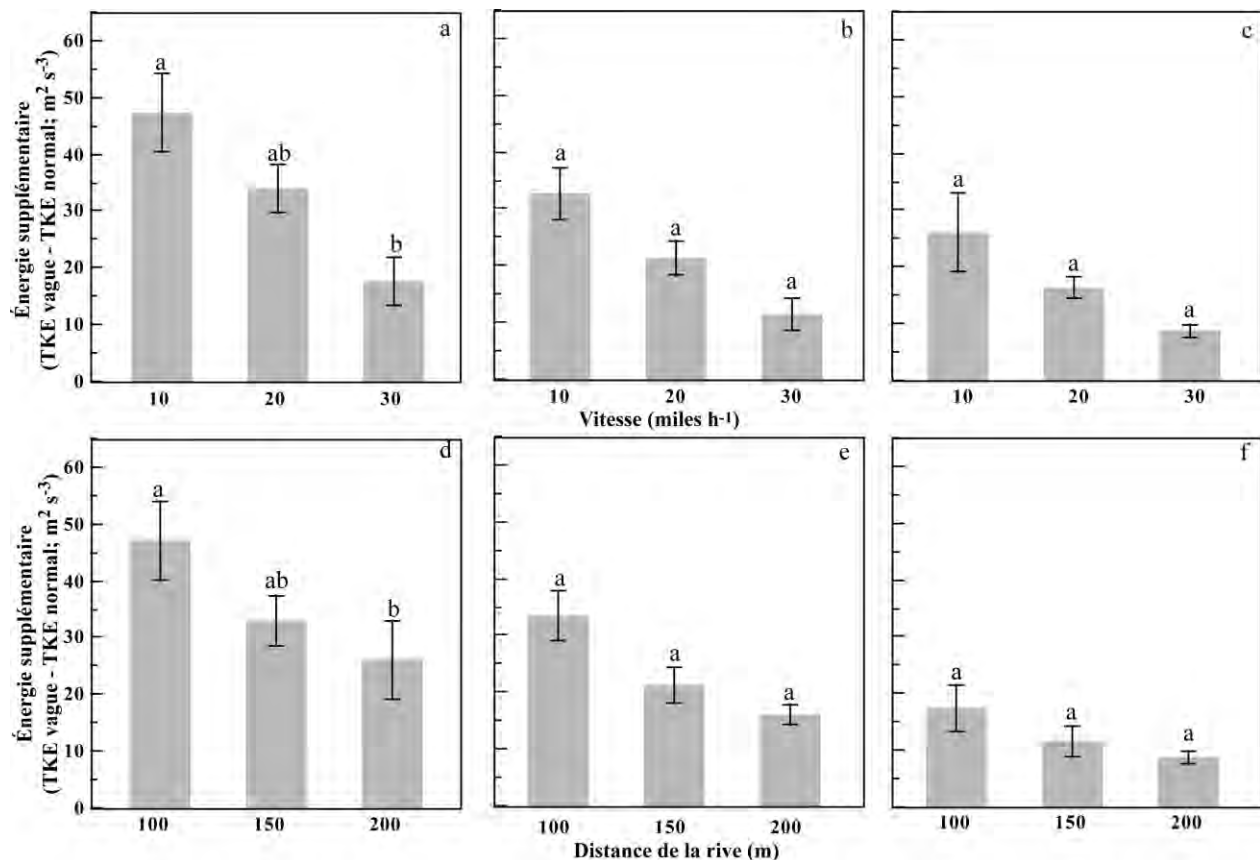 a
b
c
60
50
40
30
20
10
0
Énergie supplémentaire
(TKE vague - TKE normal; m² s⁻³)
a
ab
b
a
a
a
a
a
a
10
20
30
10
20
30
10
20
30
Vitesse (miles h⁻¹)
d
e
f
60
50
40
30
20
10
0
Énergie supplémentaire
(TKE vague - TKE normal; m² s⁻³)
a
ab
b
a
a
a
a
a
a
100
150
200
100
150
200
100
150
200
Distance de la rive (m)